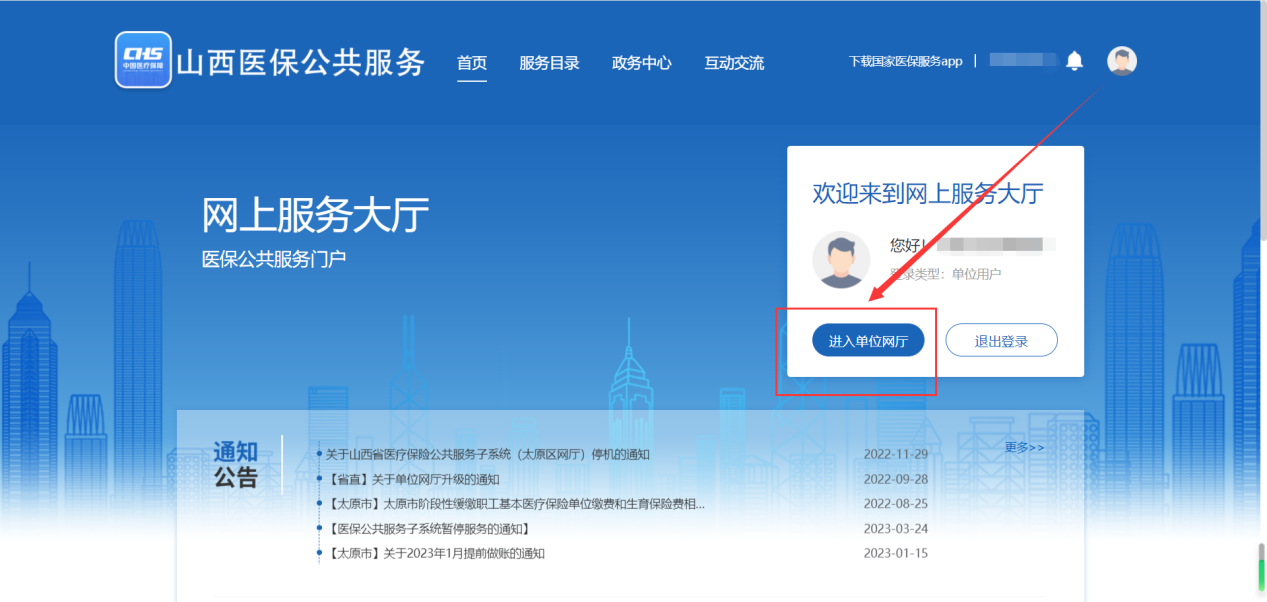 CHS
中国医疗保障
山西医保公共服务
首页 服务目录 政务中心 互动交流
下载国家医保服务app
网上服务大厅
医保公共服务门户
欢迎来到网上服务大厅
您好!
登录类型：单位用户
进入单位网厅 退出登录
通知
公告
更多>>
关于山西省医疗保险公共服务子系统（太原区网厅）停机的通知 2022-11-29
【省直】关于单位网厅升级的通知 2022-09-28
【太原市】太原市阶段性缓缴职工基本医疗保险单位缴费和生育保险费相... 2022-08-25
【医保公共服务子系统暂停服务的通知】 2023-03-24
【太原市】关于2023年1月提前做账的通知 2023-01-15